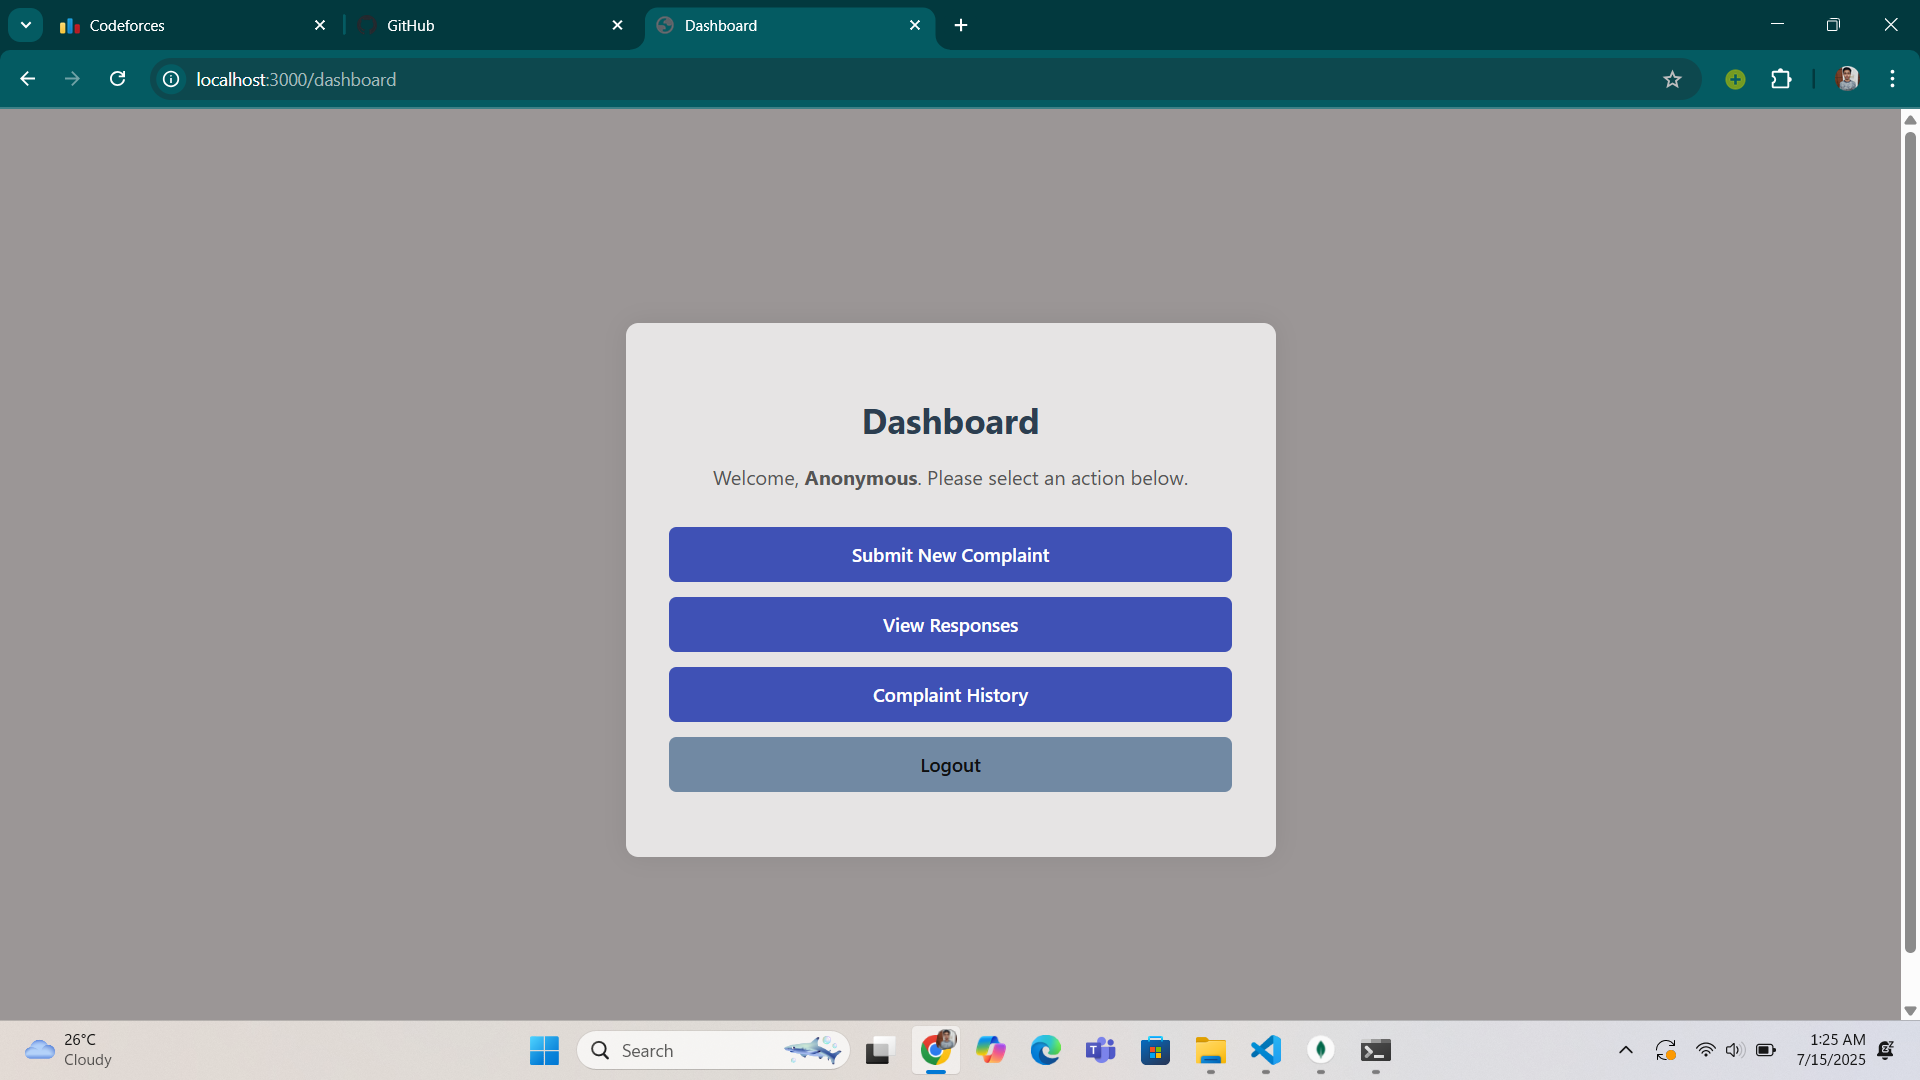 Codeforces
GitHub
Dashboard
localhost:3000/dashboard
Dashboard
Welcome, Anonymous. Please select an action below.
Submit New Complaint
View Responses
Complaint History
Logout
26°C
Cloudy
Search
1:25 AM
7/15/2025